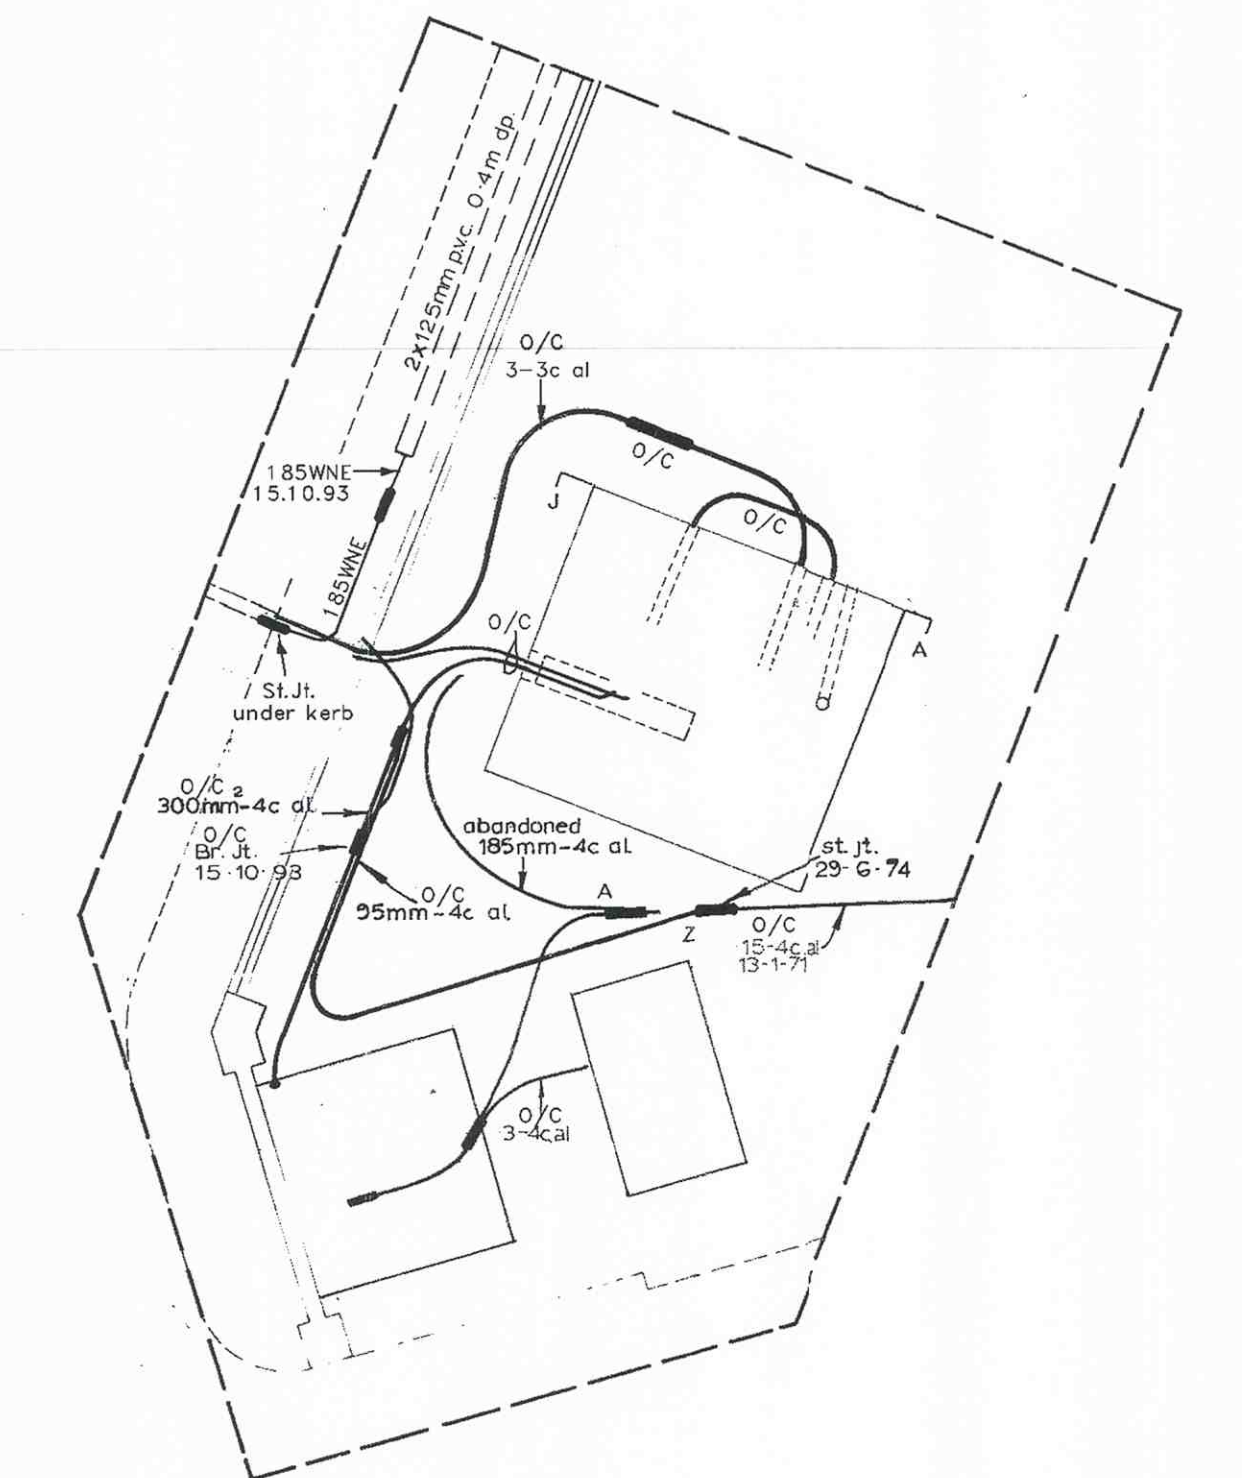 2x125mm p.v.c. 0.4m dp.
O/C
3-3c al
O/C
185WNE
15.10.93
J
O/C
185WNE
O/C
A
St.Jt.
under kerb
O/C
300mm²-4c al
O/C
Br. Jt.
15.10.93
abandoned
185mm-4c al
st. jt.
29-6-74
O/C
95mm-4c al
A
Z
O/C
15-4c al
13-1-71
O/C
3-4c al